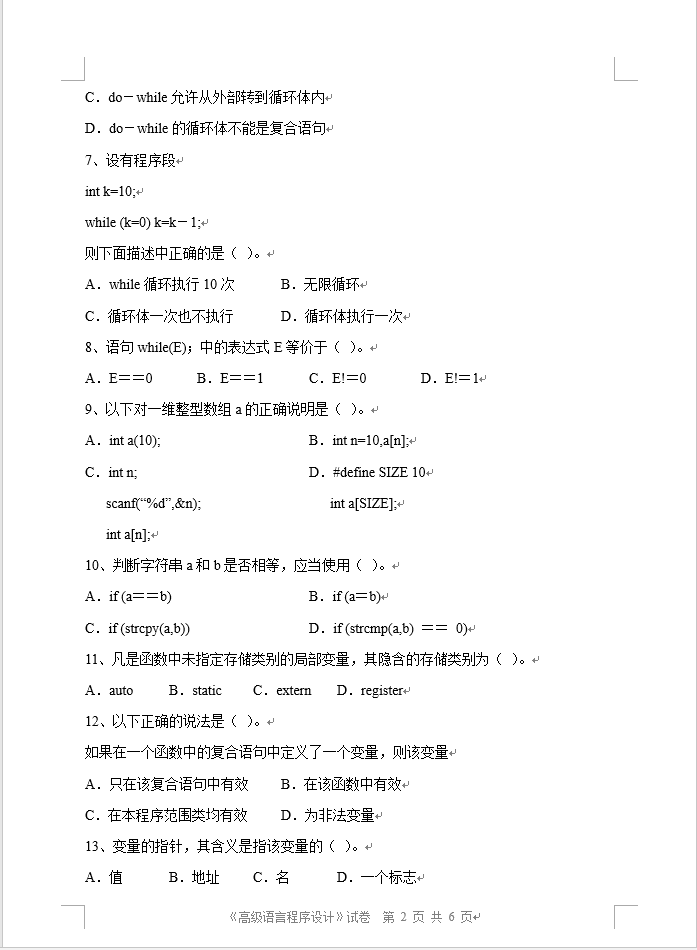 C．do－while 允许从外部转到循环体内
D．do－while 的循环体不能是复合语句
7、设有程序段
int k=10;
while (k=0) k=k－1;
则下面描述中正确的是（ ）。
A．while 循环执行 10 次 B．无限循环
C．循环体一次也不执行 D．循环体执行一次
8、语句 while(E)；中的表达式 E 等价于（ ）。
A．E＝＝0 B．E＝＝1 C．E!＝0 D．E!＝1
9、以下对一维整型数组 a 的正确说明是（ ）。
A．int a(10); B．int n=10,a[n];
C．int n; D．#define SIZE 10
scanf(“%d”,&n); int a[SIZE];
int a[n];
10、判断字符串 a 和 b 是否相等，应当使用（ ）。
A．if (a＝＝b) B．if (a＝b)
C．if (strcpy(a,b)) D．if (strcmp(a,b) ＝＝ 0)
11、凡是函数中未指定存储类别的局部变量，其隐含的存储类别为（ ）。
A．auto B．static C．extern D．register
12、以下正确的说法是（ ）。
如果在一个函数中的复合语句中定义了一个变量，则该变量
A．只在该复合语句中有效 B．在该函数中有效
C．在本程序范围类均有效 D．为非法变量
13、变量的指针，其含义是指该变量的（ ）。
A．值 B．地址 C．名 D．一个标志
《高级语言程序设计》试卷 第 2 页 共 6 页